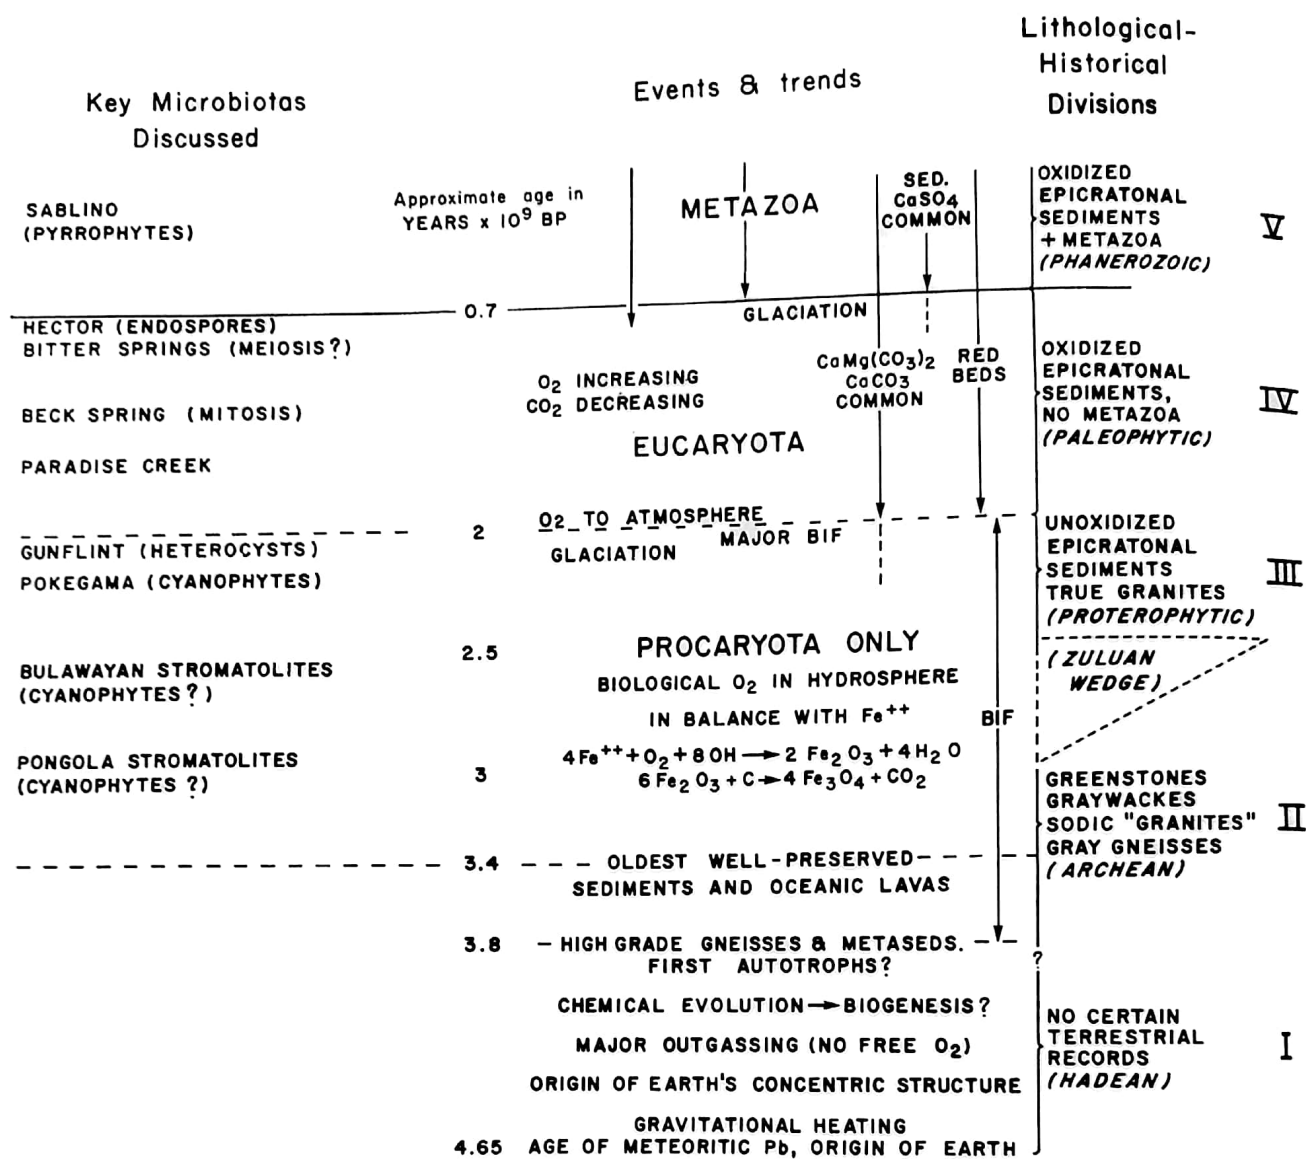 Key Microbiotas
Discussed
Events & trends
Lithological-
Historical
Divisions
SABLINO
(PYRROPHYTES)
Approximate age in
YEARS x 10⁹ BP
METAZOA
SED.
CaSO4
COMMON
OXIDIZED
EPICRATONAL
SEDIMENTS
+ METAZOA
(PHANEROZOIC)
V
0.7
GLACIATION
HECTOR (ENDOSPORES)
BITTER SPRINGS (MEIOSIS?)
BECK SPRING (MITOSIS)
PARADISE CREEK
O₂ INCREASING
CO₂ DECREASING
EUCARYOTA
CaMg(CO₃)₂
CaCO₃
COMMON
RED
BEDS
OXIDIZED
EPICRATONAL
SEDIMENTS,
NO METAZOA
(PALEOPHYTIC)
IV
2
O₂ TO ATMOSPHERE
MAJOR BIF
GLACIATION
GUNFLINT (HETEROCYSTS)
POKEGAMA (CYANOPHYTES)
UNOXIDIZED
EPICRATONAL
SEDIMENTS
TRUE GRANITES
(PROTEROPHYTIC)
III
BULAWAYAN STROMATOLITES
(CYANOPHYTES?)
2.5
PROCARYOTA ONLY
BIOLOGICAL O₂ IN HYDROSPHERE
IN BALANCE WITH Fe⁺⁺
BIF
(ZULUAN
WEDGE)
PONGOLA STROMATOLITES
(CYANOPHYTES ?)
3
4Fe⁺⁺+O₂+8OH→2 Fe₂O₃+4H₂O
6Fe₂O₃+C→4Fe₃O₄+CO₂
GREENSTONES
GRAYWACKES
SODIC "GRANITES"
GRAY GNEISSES
(ARCHEAN)
II
3.4
OLDEST WELL-PRESERVED
SEDIMENTS AND OCEANIC LAVAS
3.8
HIGH GRADE GNEISSES & METASEDS.
FIRST AUTOTROPHS?
?
CHEMICAL EVOLUTION→BIOGENESIS?
MAJOR OUTGASSING (NO FREE O₂)
ORIGIN OF EARTH'S CONCENTRIC STRUCTURE
GRAVITATIONAL HEATING
4.65 AGE OF METEORITIC Pb, ORIGIN OF EARTH
NO CERTAIN
TERRESTRIAL
RECORDS
(HADEAN)
I